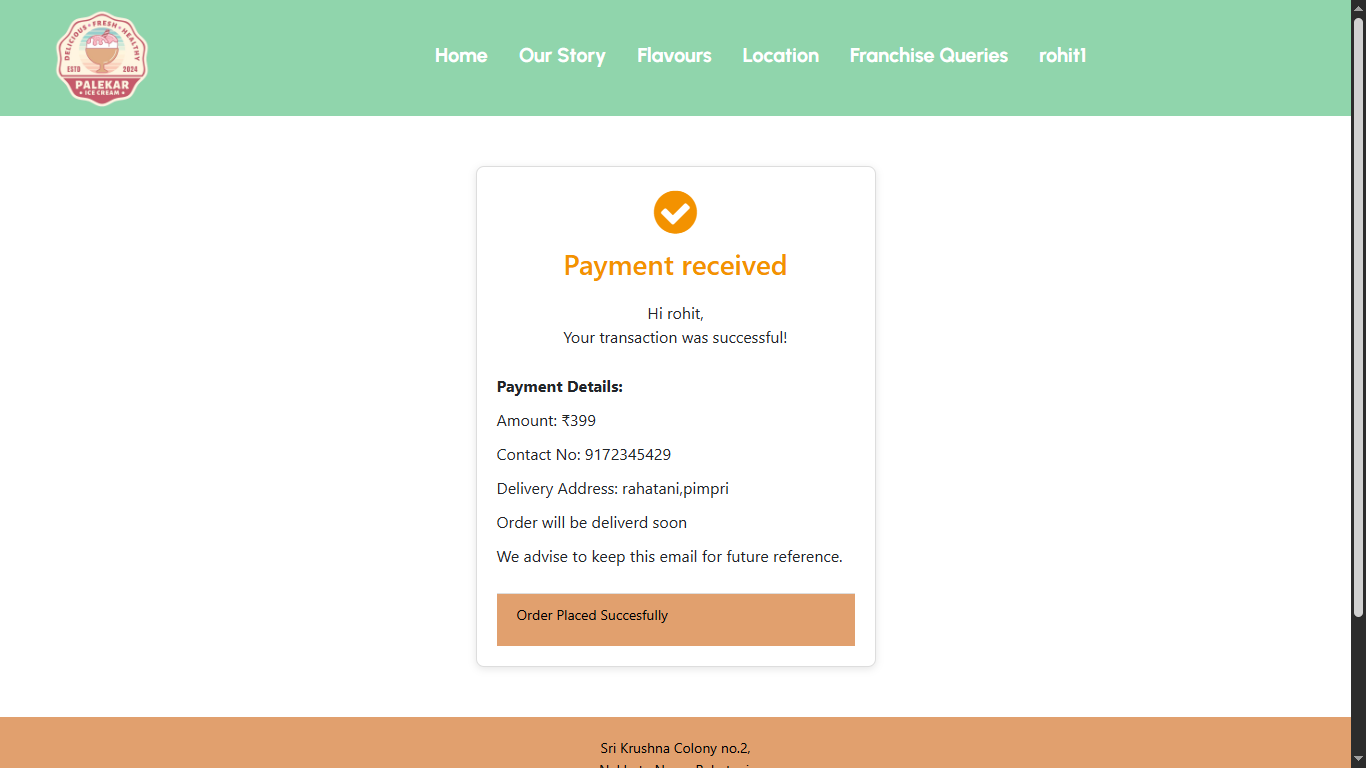 DELICIOUS • FRESH • HEALTHY
ESTD 2024
PALEKAR
• ICE CREAM •
Home Our Story Flavours Location Franchise Queries rohit1
Payment received
Hi rohit,
Your transaction was successful!
Payment Details:
Amount: ₹399
Contact No: 9172345429
Delivery Address: rahatani,pimpri
Order will be deliverd soon
We advise to keep this email for future reference.
Order Placed Succesfully
Sri Krushna Colony no.2,